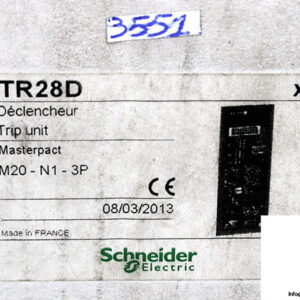 3551
TR28D
Déclencheur
Trip unit
Masterpact
M20 - N1 - 3P
CE
08/03/2013
Made in FRANCE
Schneider
Electric